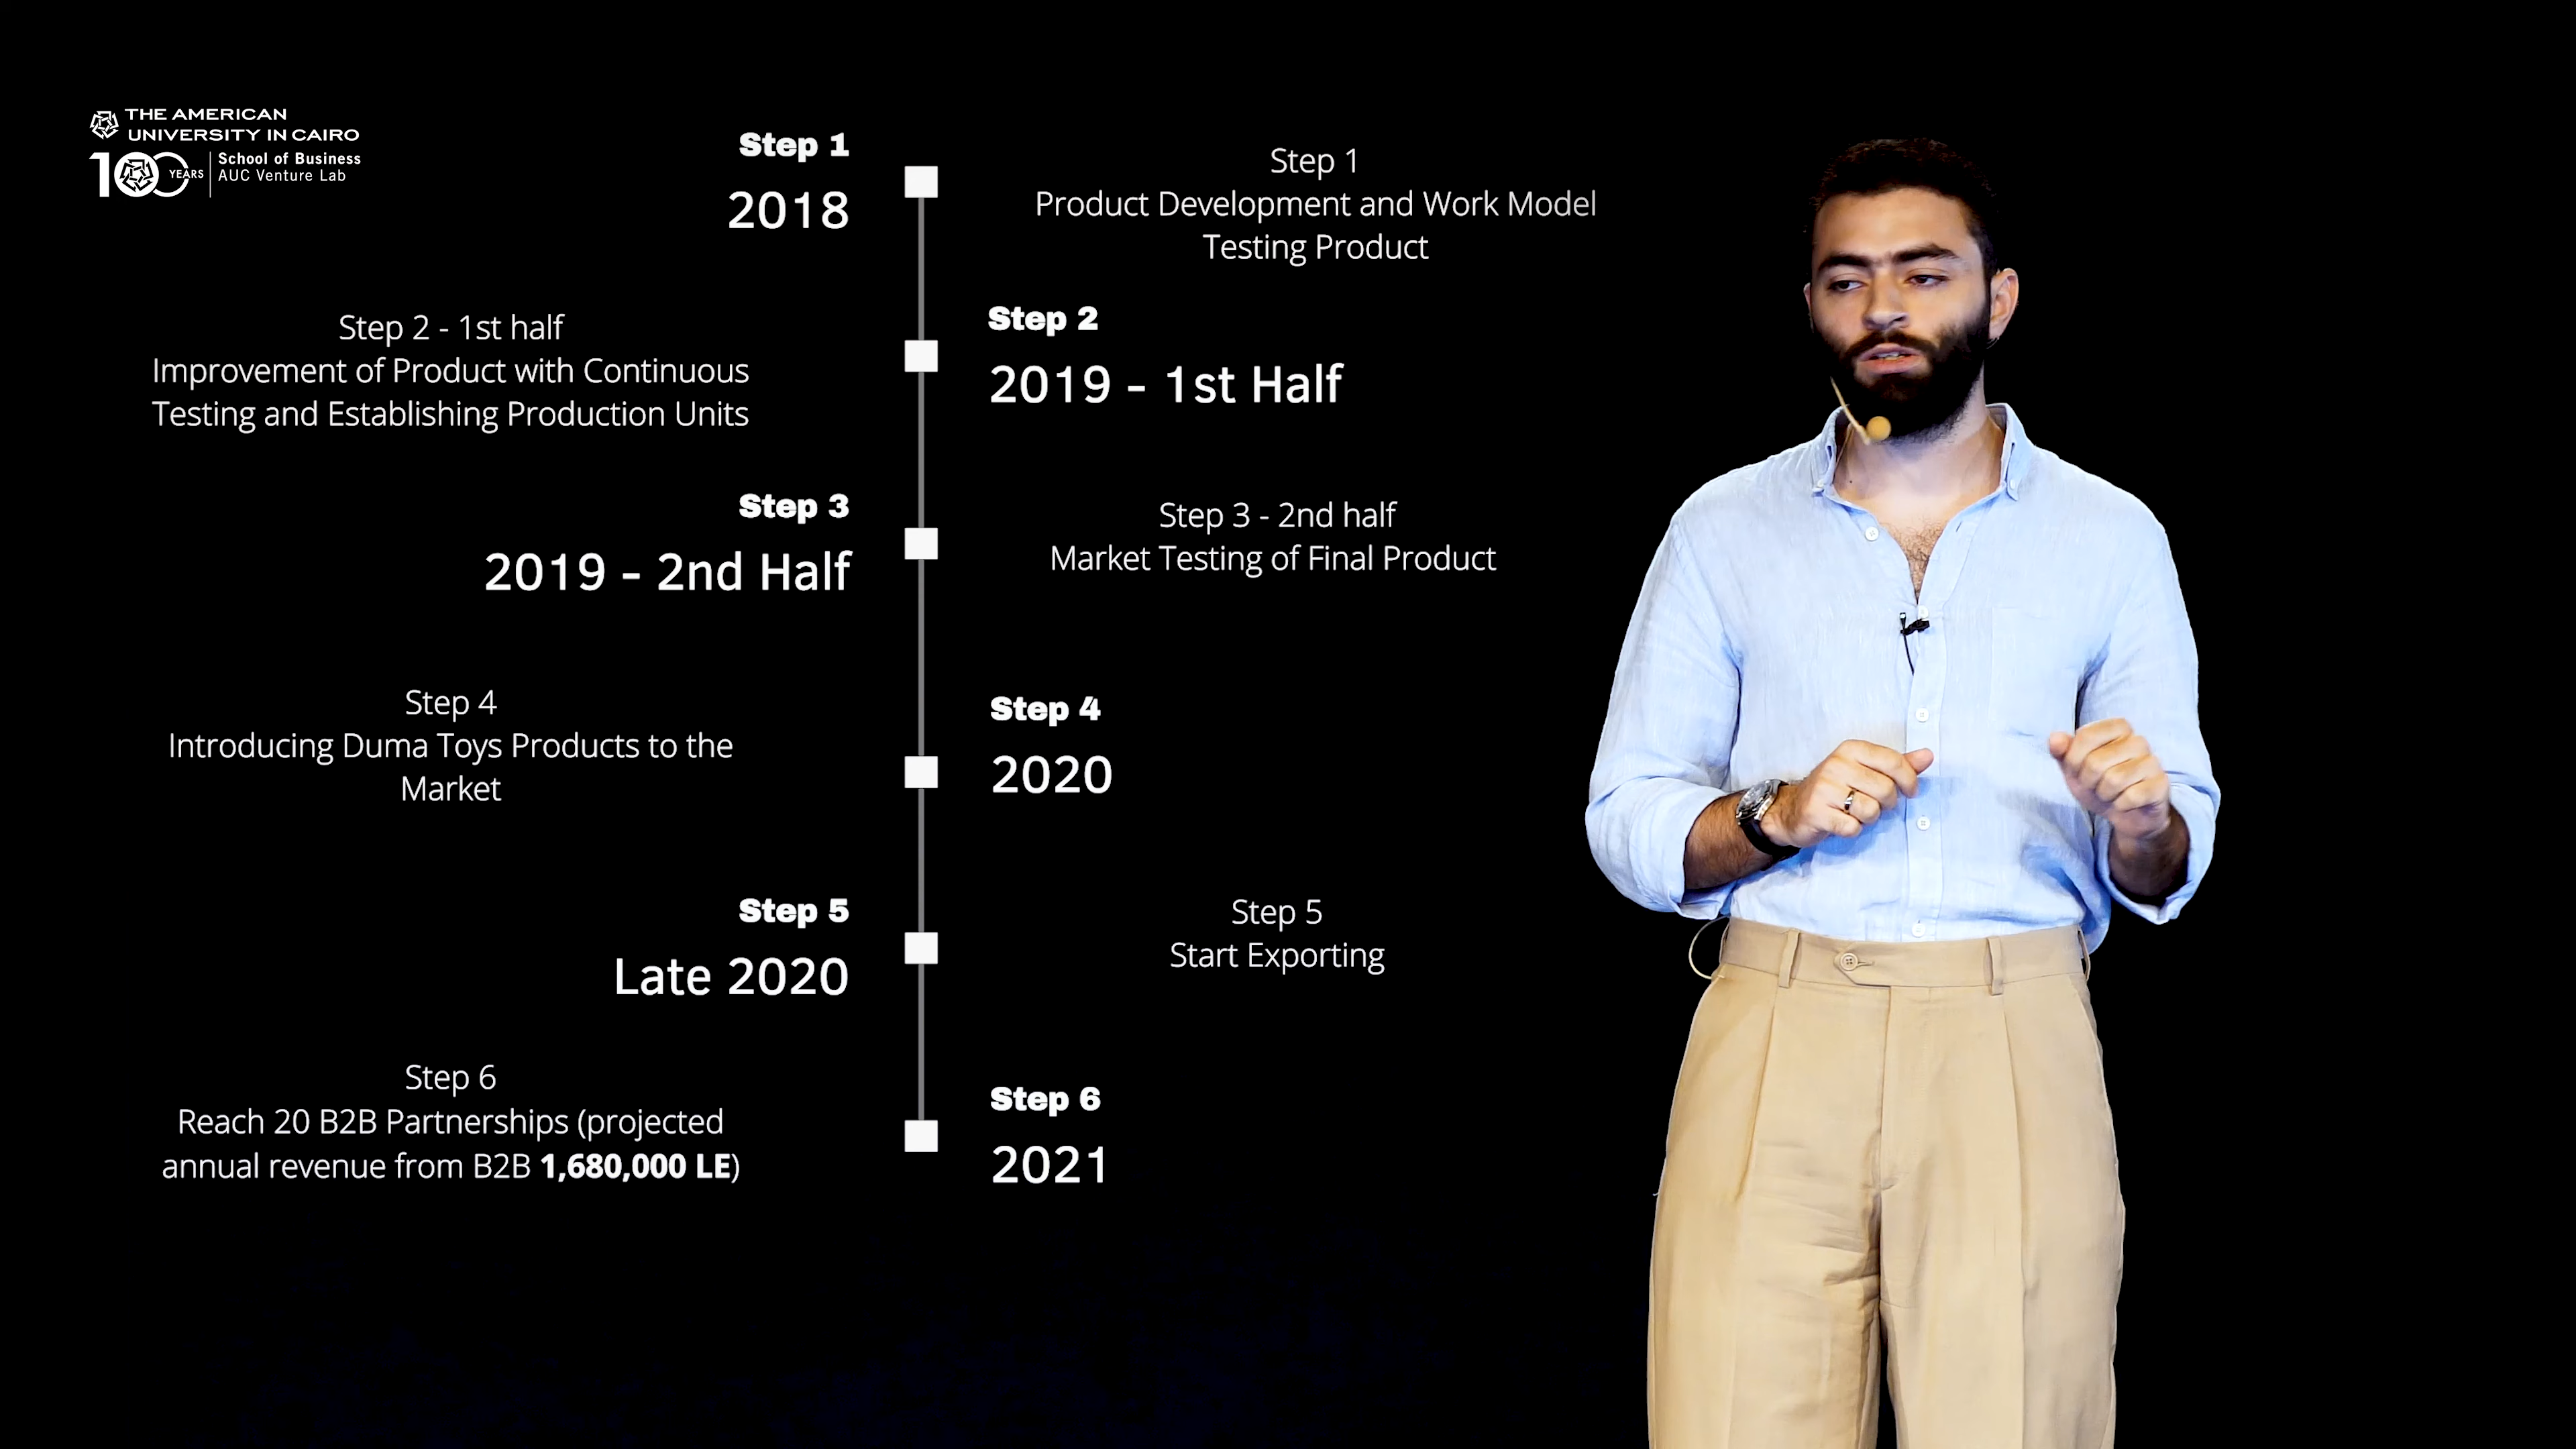 THE AMERICAN
UNIVERSITY IN CAIRO
100 YEARS
School of Business
AUC Venture Lab
Step 1
2018
Step 1
Product Development and Work Model
Testing Product
Step 2 - 1st half
Improvement of Product with Continuous
Testing and Establishing Production Units
Step 2
2019 - 1st Half
Step 3
2019 - 2nd Half
Step 3 - 2nd half
Market Testing of Final Product
Step 4
Introducing Duma Toys Products to the
Market
Step 4
2020
Step 5
Late 2020
Step 5
Start Exporting
Step 6
Reach 20 B2B Partnerships (projected
annual revenue from B2B 1,680,000 LE)
Step 6
2021